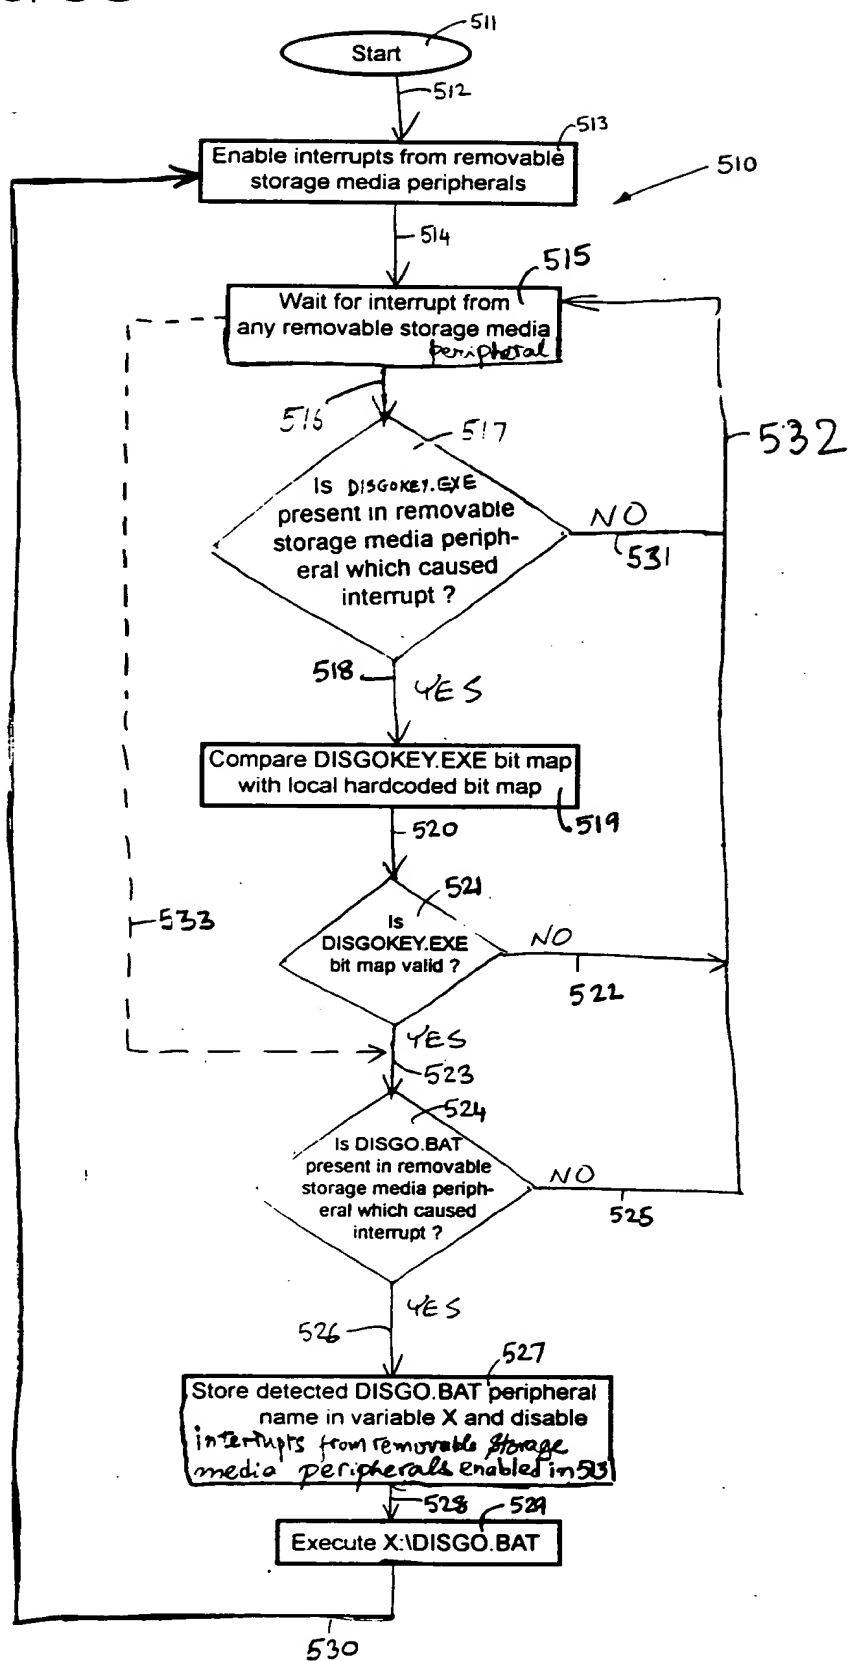 511
Start
512
513
Enable interrupts from removable
storage media peripherals
510
514
515
Wait for interrupt from
any removable storage media
peripheral
516
517
532
Is DISGOKEY.EXE
present in removable
storage media periph-
eral which caused
interrupt ?
NO
531
518
YES
Compare DISGOKEY.EXE bit map
with local hardcoded bit map
519
520
521
Is
DISGOKEY.EXE
bit map valid ?
NO
522
533
YES
523
524
Is DISGO.BAT
present in removable
storage media periph-
eral which caused
interrupt ?
NO
525
YES
526
527
Store detected DISGO.BAT peripheral
name in variable X and disable
interrupts from removable storage
media peripherals enabled in 513
528
529
Execute X:\DISGO.BAT
530